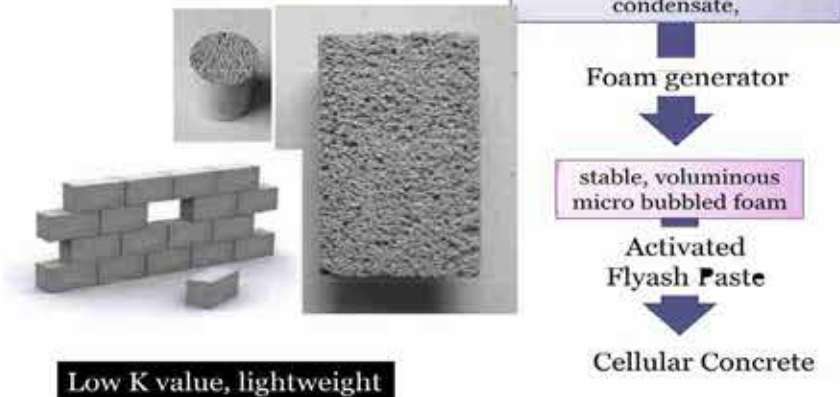 condensate,
Foam generator
stable, voluminous
micro bubbled foam
Activated
Flyash Paste
Cellular Concrete
Low K value, lightweight